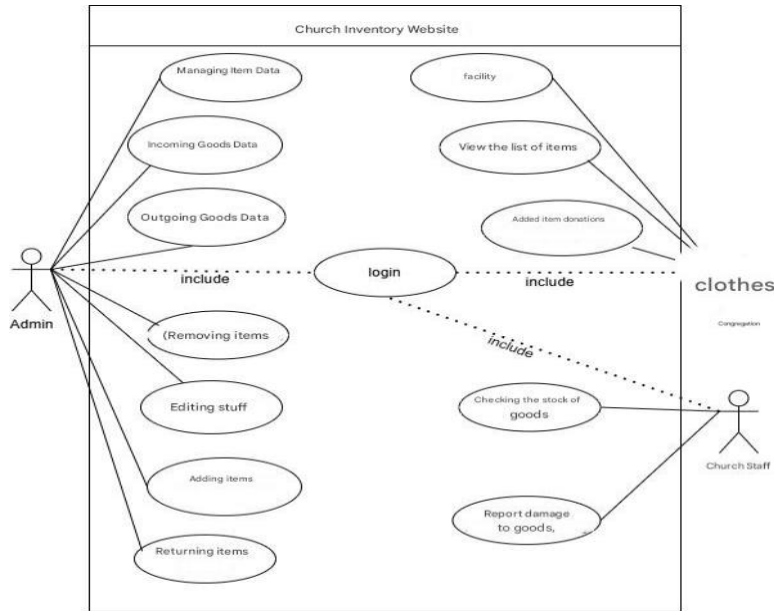 Church Inventory Website
Managing Item Data
facility
Incoming Goods Data
View the list of items
Outgoing Goods Data
Added item donations
include
login
include
clothes
Admin
Congregation
(Removing items
include
Editing stuff
Checking the stock of
goods
Church Staff
Adding items
Report damage
to goods,
Returning items